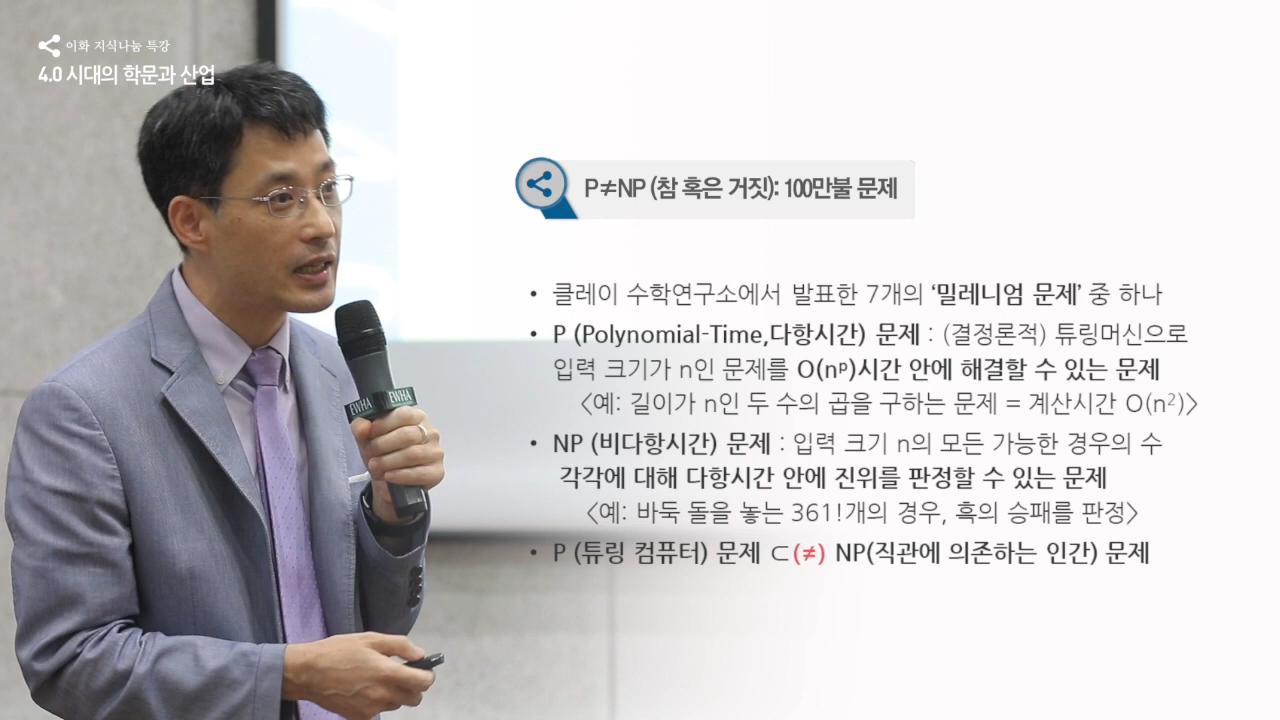 이화 지식나눔 특강
4.0 시대의 학문과 산업
P≠NP (참 혹은 거짓): 100만불 문제
• 클레이 수학연구소에서 발표한 7개의 ‘밀레니엄 문제’ 중 하나
• P (Polynomial-Time,다항시간) 문제 : (결정론적) 튜링머신으로
입력 크기가 n인 문제를 O(nᵖ)시간 안에 해결할 수 있는 문제
〈예: 길이가 n인 두 수의 곱을 구하는 문제 = 계산시간 O(n²)〉
• NP (비다항시간) 문제 : 입력 크기 n의 모든 가능한 경우의 수
각각에 대해 다항시간 안에 진위를 판정할 수 있는 문제
〈예: 바둑 돌을 놓는 361!개의 경우, 흑의 승패를 판정〉
• P (튜링 컴퓨터) 문제 ⊂(≠) NP(직관에 의존하는 인간) 문제
EWHA EWHA